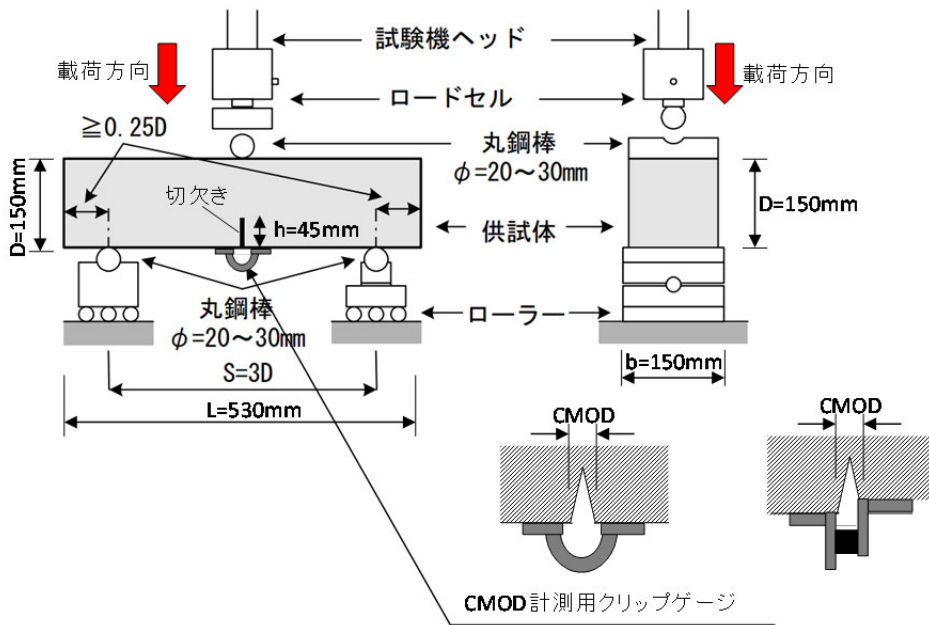 試験機ヘッド
載荷方向
載荷方向
ロードセル
≧0.25D
丸鋼棒
φ=20～30mm
切欠き
D=150mm
h=45mm
供試体
D=150mm
丸鋼棒
φ=20～30mm
ローラー
S=3D
b=150mm
L=530mm
CMOD
CMOD
CMOD計測用クリップゲージ